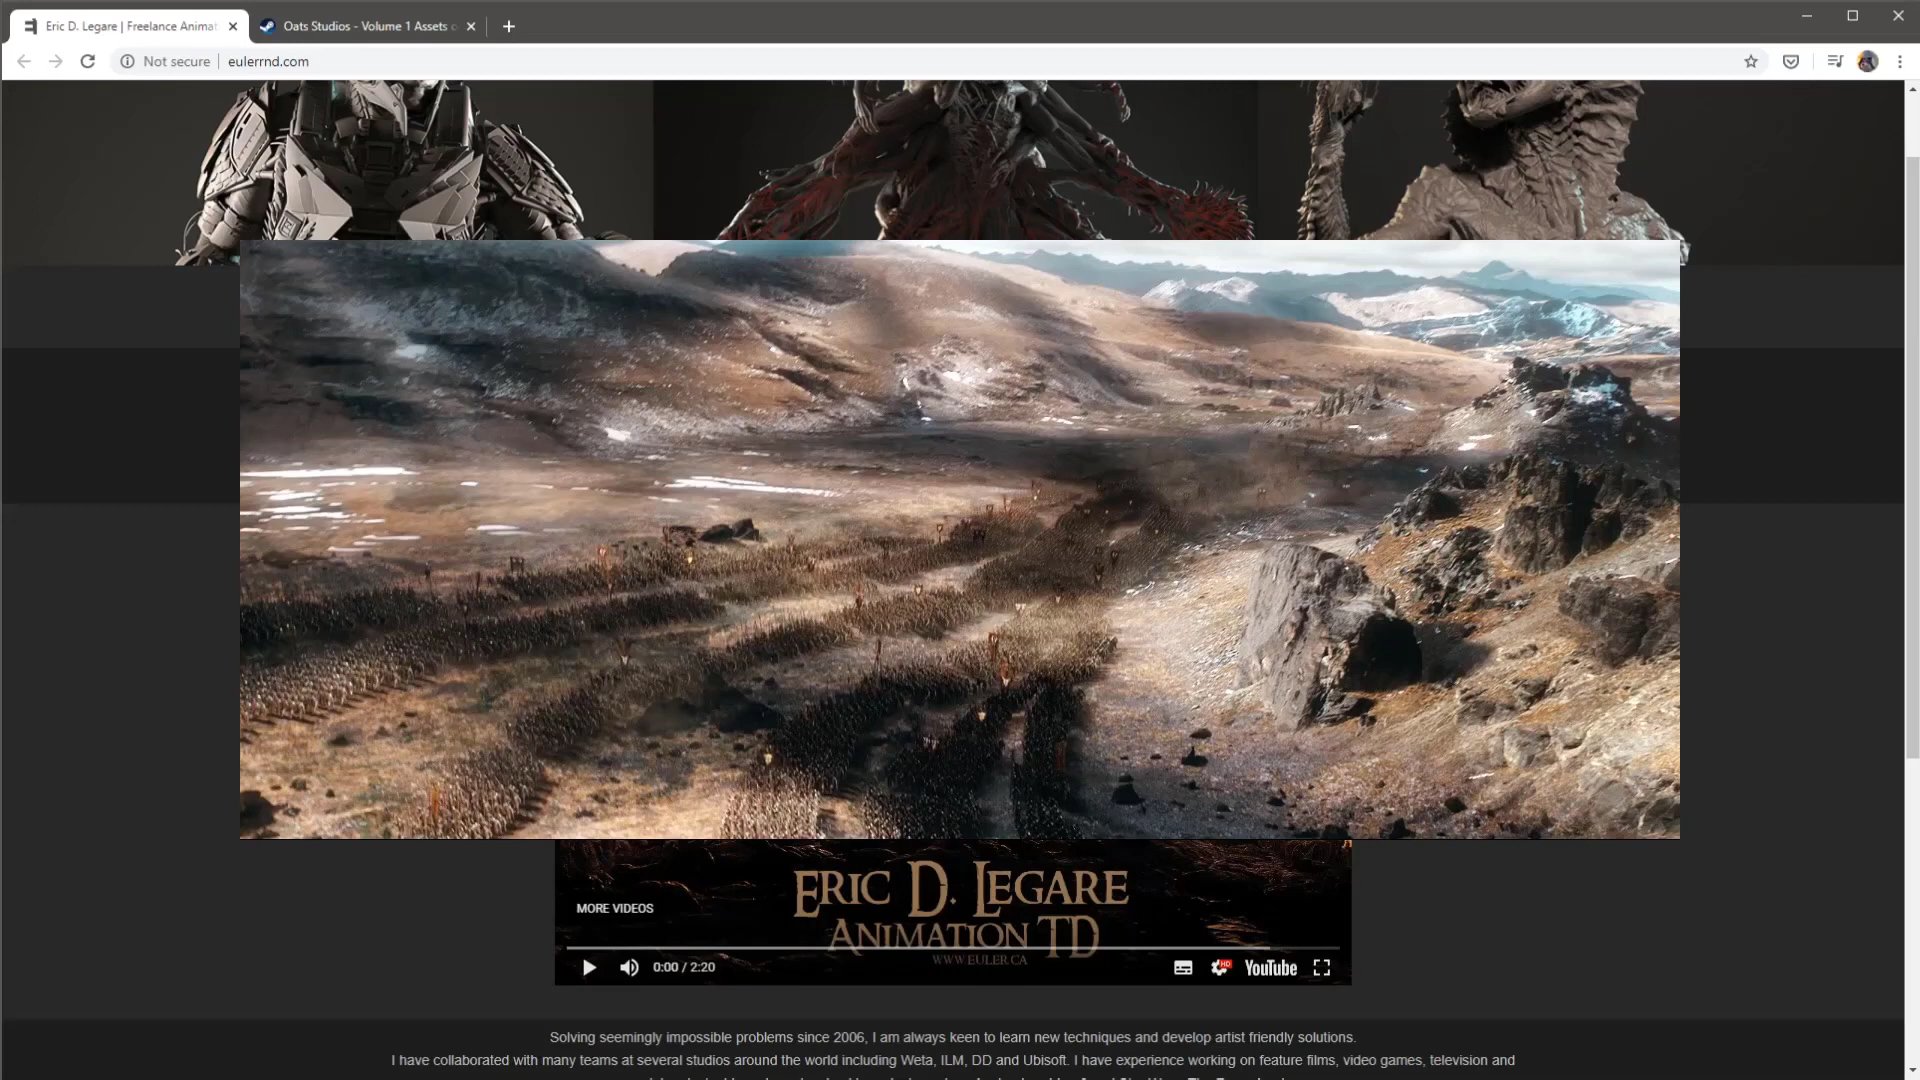 Eric D. Legare | Freelance Animat
Oats Studios - Volume 1 Assets o
Not secure
eulerrnd.com
ERIC D. LEGARE
MORE VIDEOS
ANIMATION TD
WWW.EULER.CA
0:00 / 2:20
HD
YouTube
Solving seemingly impossible problems since 2006, I am always keen to learn new techniques and develop artist friendly solutions.
I have collaborated with many teams at several studios around the world including Weta, ILM, DD and Ubisoft. I have experience working on feature films, video games, television and